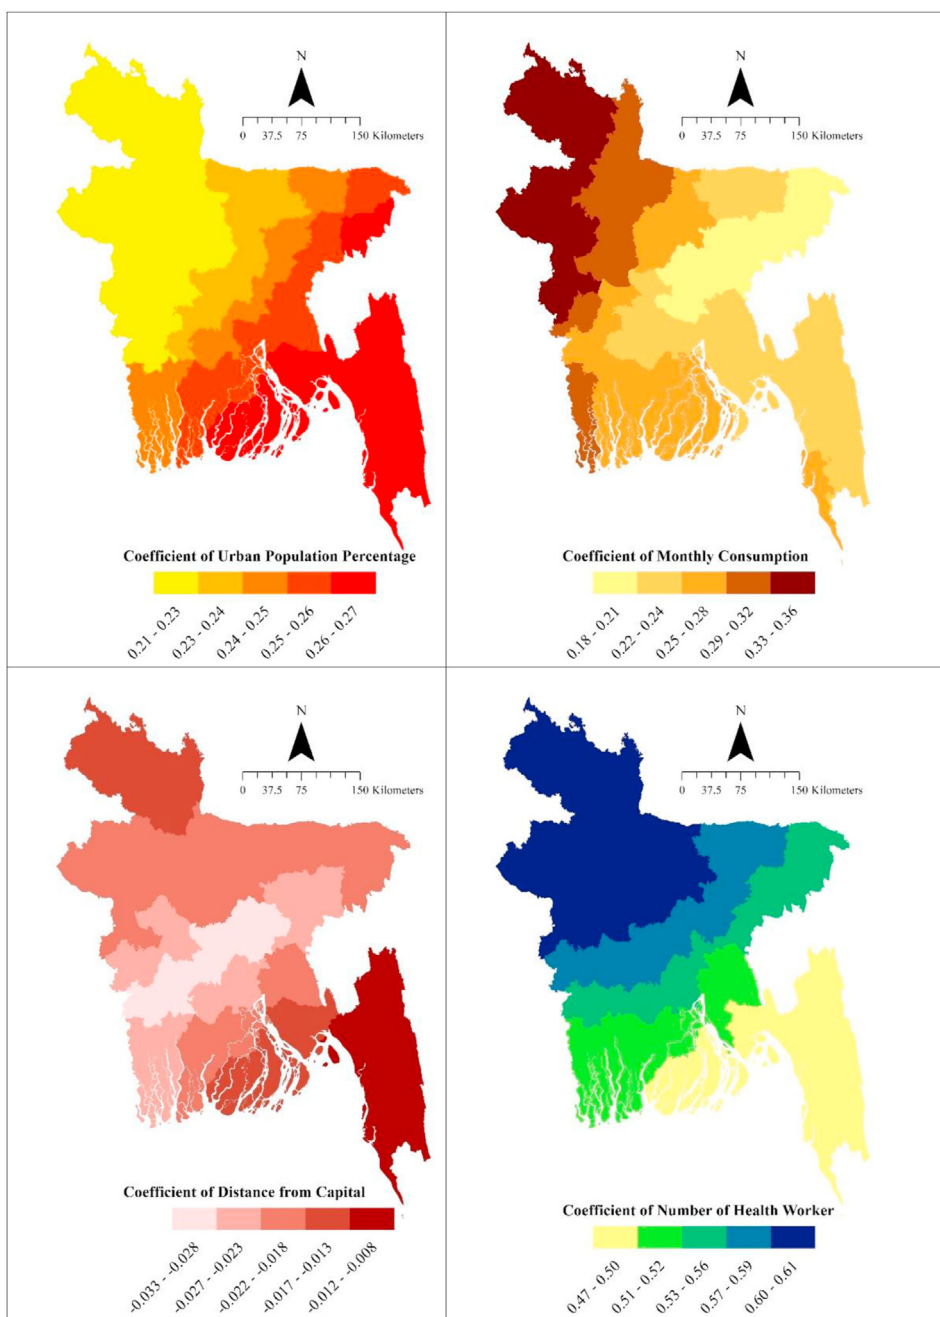 N
0 37.5 75 150 Kilometers
Coefficient of Urban Population Percentage
0.21 - 0.23
0.23 - 0.24
0.24 - 0.25
0.25 - 0.26
0.26 - 0.27
N
0 37.5 75 150 Kilometers
Coefficient of Monthly Consumption
0.18 - 0.21
0.22 - 0.24
0.25 - 0.28
0.29 - 0.32
0.33 - 0.36
N
0 37.5 75 150 Kilometers
Coefficient of Distance from Capital
-0.033 - -0.028
-0.027 - -0.023
-0.022 - -0.018
-0.017 - -0.013
-0.012 - -0.008
N
0 37.5 75 150 Kilometers
Coefficient of Number of Health Worker
0.47 - 0.50
0.51 - 0.52
0.53 - 0.56
0.57 - 0.59
0.60 - 0.61